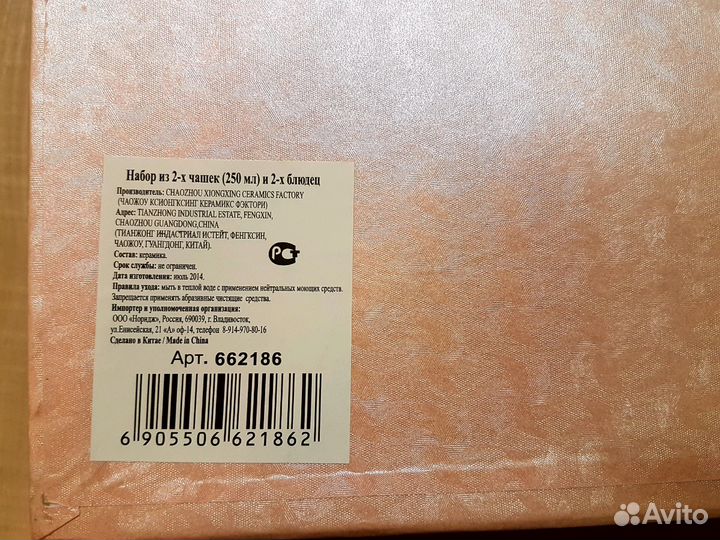 Набор из 2-х чашек (250 мл) и 2-х блюдец
Производитель: CHAOZHOU XIONGXING CERAMICS FACTORY
(ЧАОЖОУ КСИОНГКСИНГ КЕРАМИКС ФЭКТОРИ)
Адрес: TIANZHONG INDUSTRIAL ESTATE, FENGXIN,
CHAOZHOU GUANGDONG,CHINA
(ТИАНЖОНГ ИНДАСТРИАЛ ИСТЕЙТ, ФЕНГКСИН,
ЧАОЖОУ, ГУАНГДОНГ, КИТАЙ).
Состав: керамика.
Срок службы: не ограничен.
Дата изготовления: июль 2014.
РСТ
Правила ухода: мыть в теплой воде с применением нейтральных моющих средств.
Запрещается применять абразивные чистящие средства.
Импортер и уполномоченная организация:
ООО «Норидж», Россия, 690039, г. Владивосток,
ул.Енисейская, 21 «А» оф-14, телефон 8-914-970-80-16
Сделано в Китае / Made in China
Арт. 662186
6 905506 621862
Avito